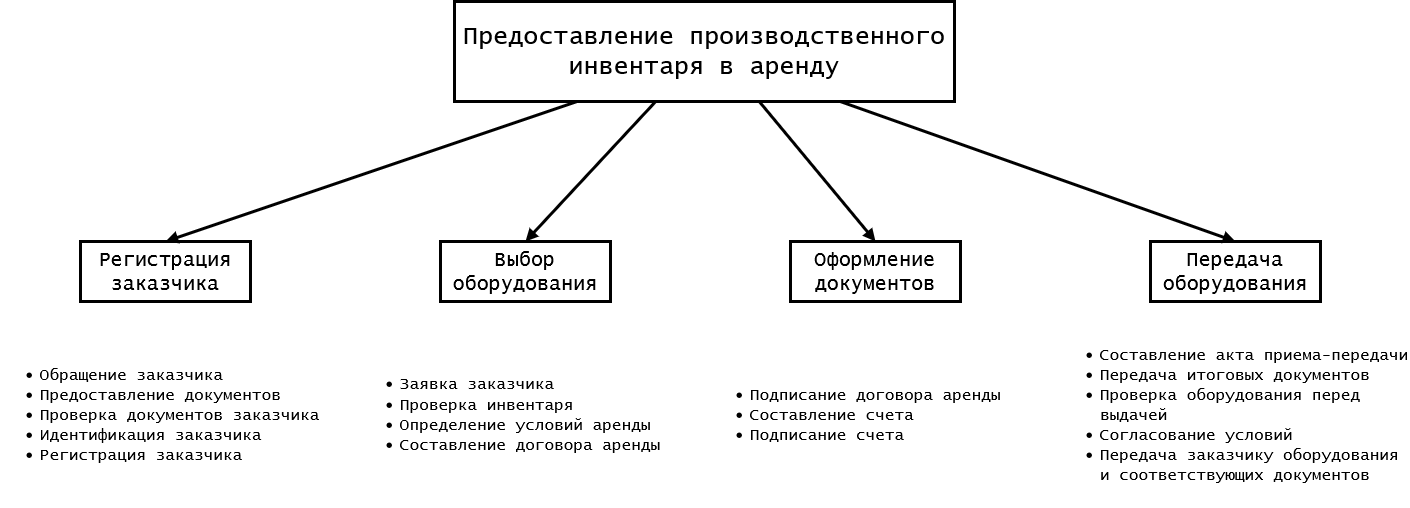 Предоставление производственного
инвентаря в аренду
Регистрация
заказчика
Выбор
оборудования
Оформление
документов
Передача
оборудования
• Обращение заказчика
• Предоставление документов
• Проверка документов заказчика
• Идентификация заказчика
• Регистрация заказчика
• Заявка заказчика
• Проверка инвентаря
• Определение условий аренды
• Составление договора аренды
• Подписание договора аренды
• Составление счета
• Подписание счета
• Составление акта приема-передачи
• Передача итоговых документов
• Проверка оборудования перед
выдачей
• Согласование условий
• Передача заказчику оборудования
и соответствующих документов